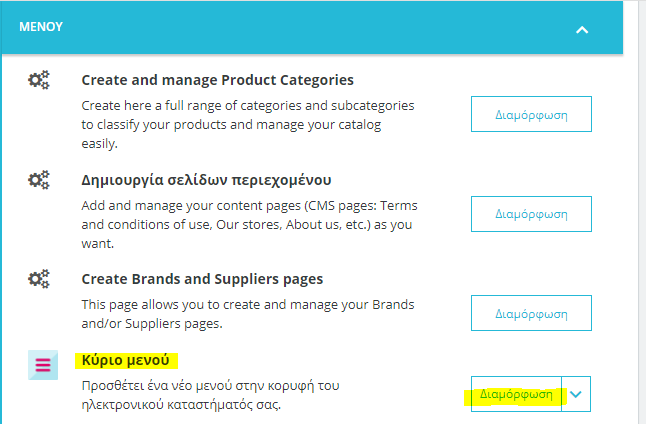 ΜΕΝΟΥ
Create and manage Product Categories
Create here a full range of categories and subcategories
to classify your products and manage your catalog
easily.
Διαμόρφωση
Δημιουργία σελίδων περιεχομένου
Add and manage your content pages (CMS pages: Terms
and conditions of use, Our stores, About us, etc.) as you
want.
Διαμόρφωση
Create Brands and Suppliers pages
This page allows you to create and manage your Brands
and/or Suppliers pages.
Διαμόρφωση
Κύριο μενού
Προσθέτει ένα νέο μενού στην κορυφή του
ηλεκτρονικού καταστήματός σας.
Διαμόρφωση